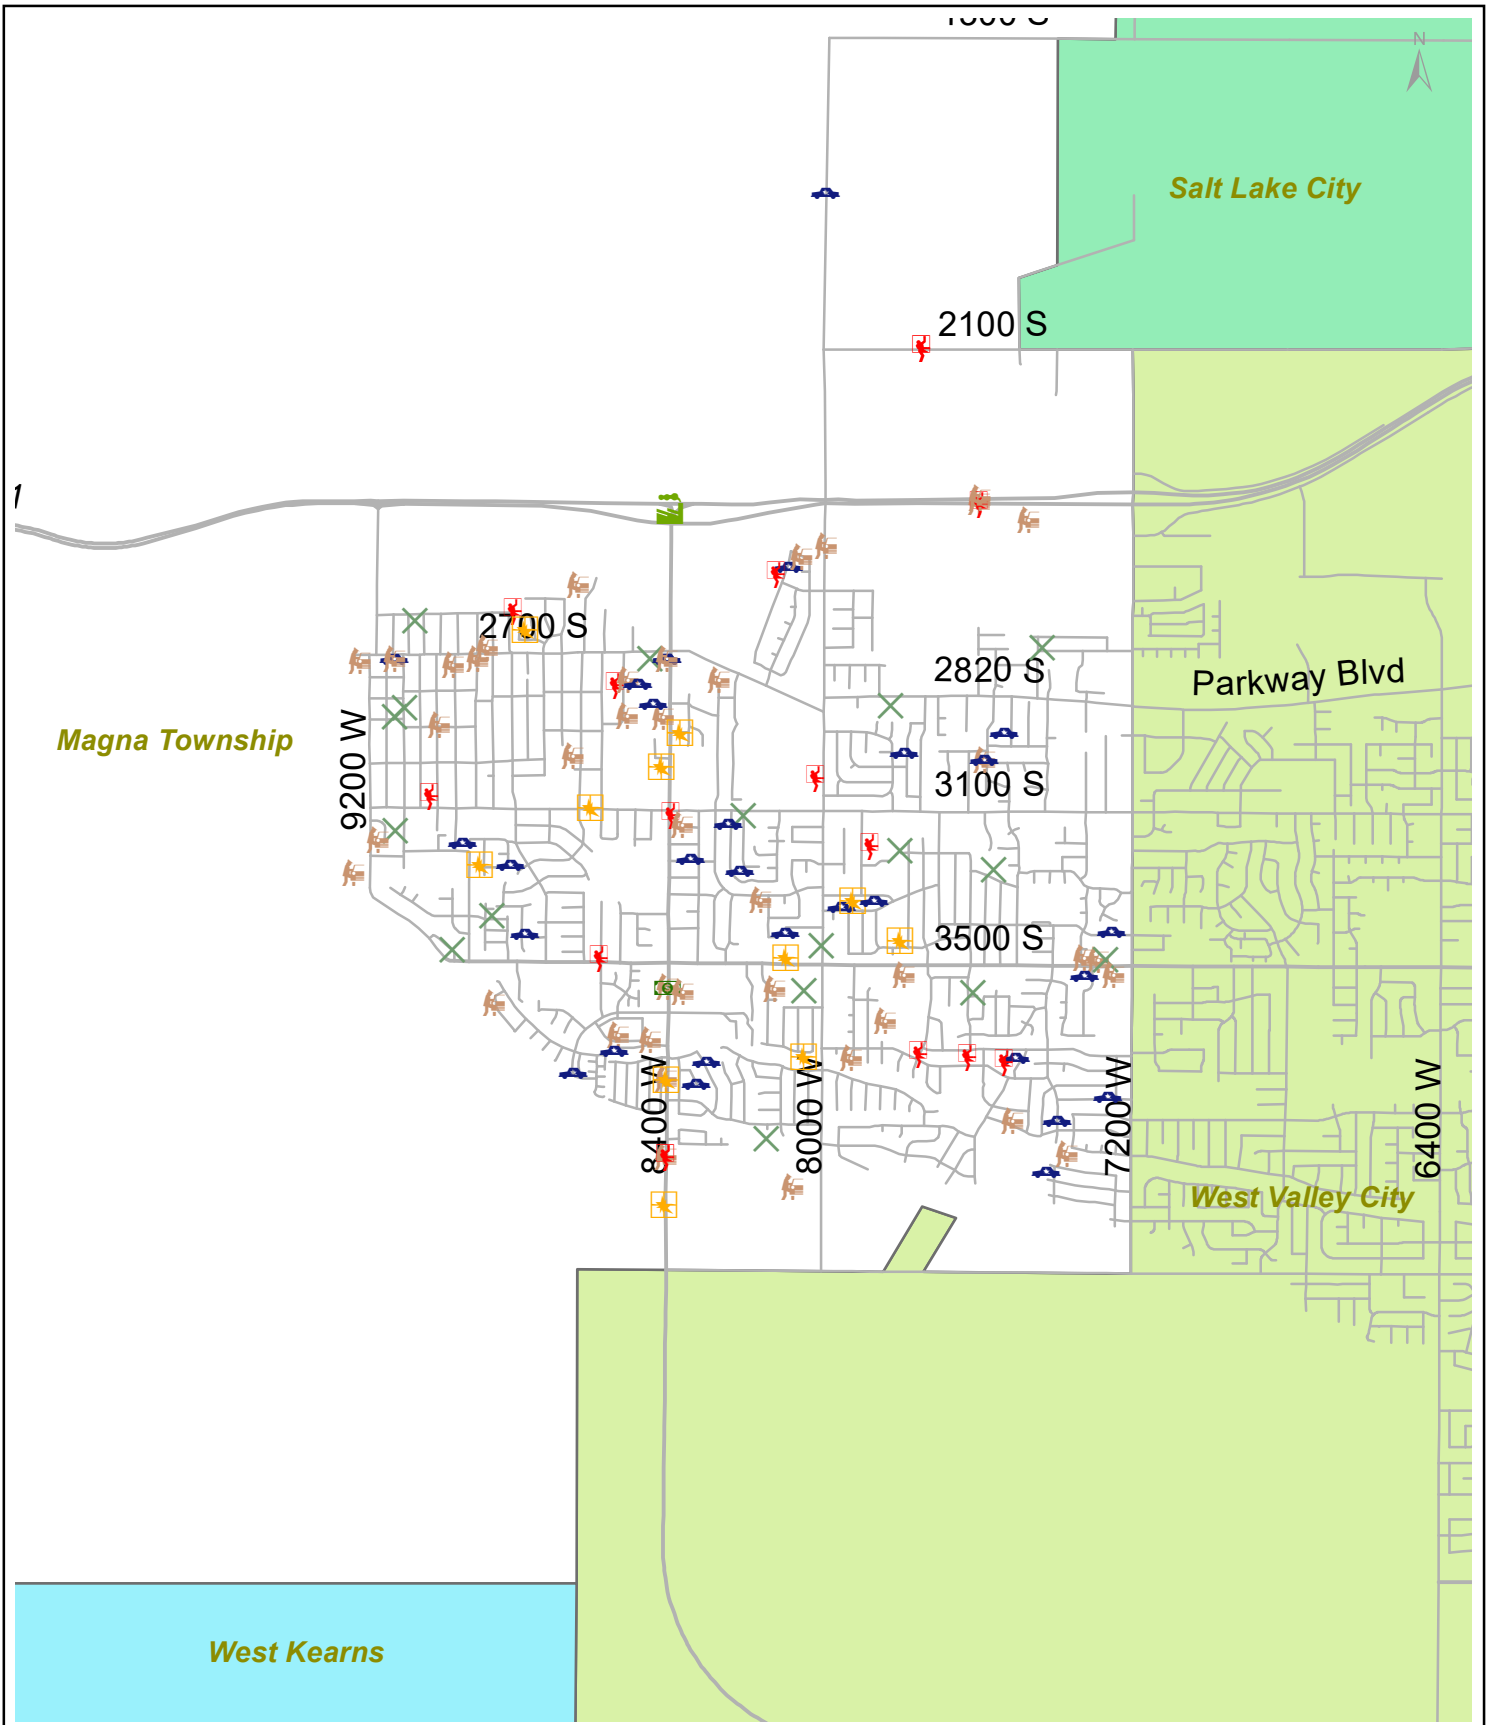 N
Salt Lake City
2100 S
2700 S
2820 S
Parkway Blvd
Magna Township
9200 W
3100 S
3500 S
8400 W
8000 W
7200 W
6400 W
West Valley City
West Kearns